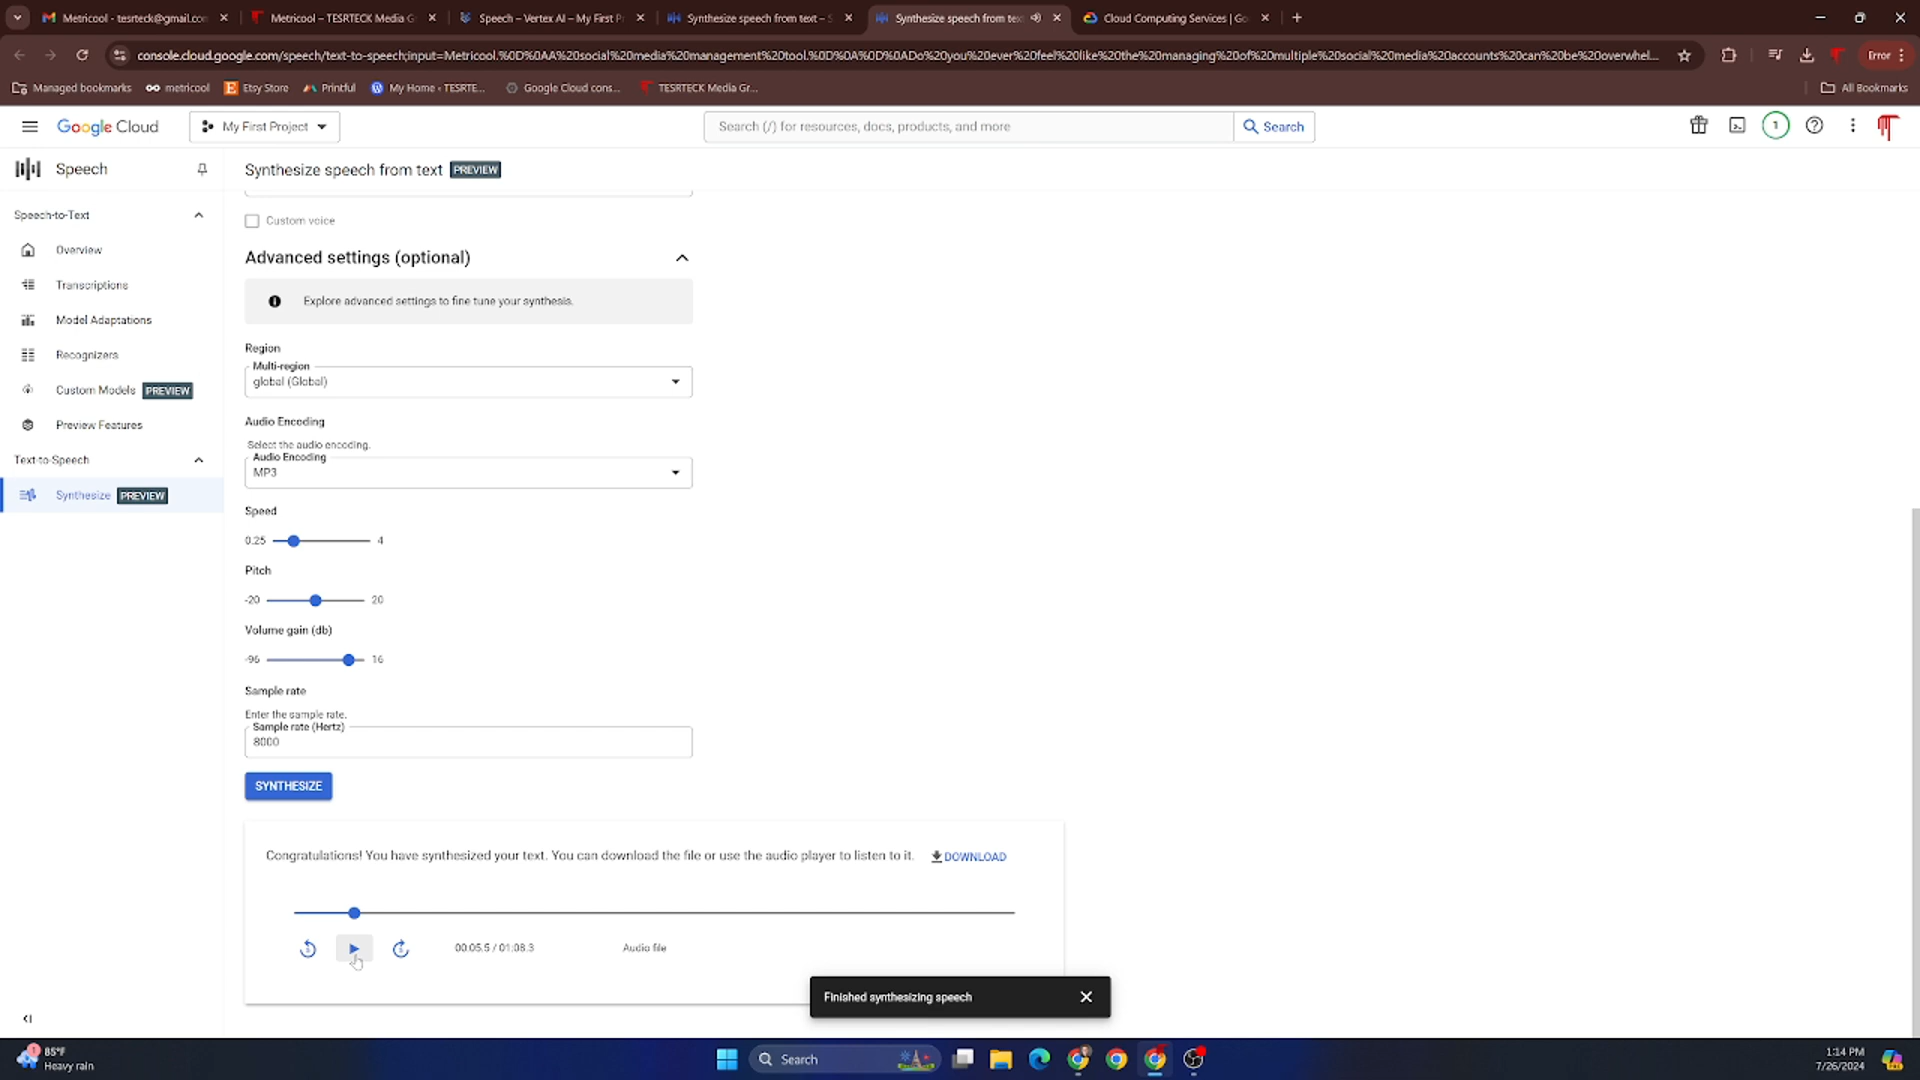 Metricool - tesrteck@gmail.co
Metricool – TESRTECK Media G
Speech – Vertex AI – My First P
Synthesize speech from text – S
Synthesize speech from tex
Cloud Computing Services | Go
console.cloud.google.com/speech/text-to-speech;input=Metricool.%0D%0AA%20social%20media%20management%20tool.%0D%0A%0D%0ADo%20you%20ever%20feel%20like%20the%20managing%20of%20multiple%20social%20media%20accounts%20can%20be%20overwhel...
Error
Managed bookmarks
metricool
Etsy Store
Printful
My Home ‹ TESRTE...
Google Cloud cons...
TESRTECK Media Gr...
All Bookmarks
Google Cloud
My First Project
Search (/) for resources, docs, products, and more
Search
1
Speech
Synthesize speech from text PREVIEW
Speech-to-Text
Overview
Transcriptions
Model Adaptations
Recognizers
Custom Models PREVIEW
Preview Features
Text-to-Speech
Synthesize PREVIEW
Custom voice
Advanced settings (optional)
Explore advanced settings to fine tune your synthesis.
Region
Multi-region
global (Global)
Audio Encoding
Select the audio encoding.
Audio Encoding
MP3
Speed
0.25 4
Pitch
-20 20
Volume gain (db)
-96 16
Sample rate
Enter the sample rate.
Sample rate (Hertz)
8000
SYNTHESIZE
Congratulations! You have synthesized your text. You can download the file or use the audio player to listen to it.
DOWNLOAD
00:05.5 / 01:08.3
Audio file
Finished synthesizing speech
85°F
Heavy rain
Search
1:14 PM
7/26/2024